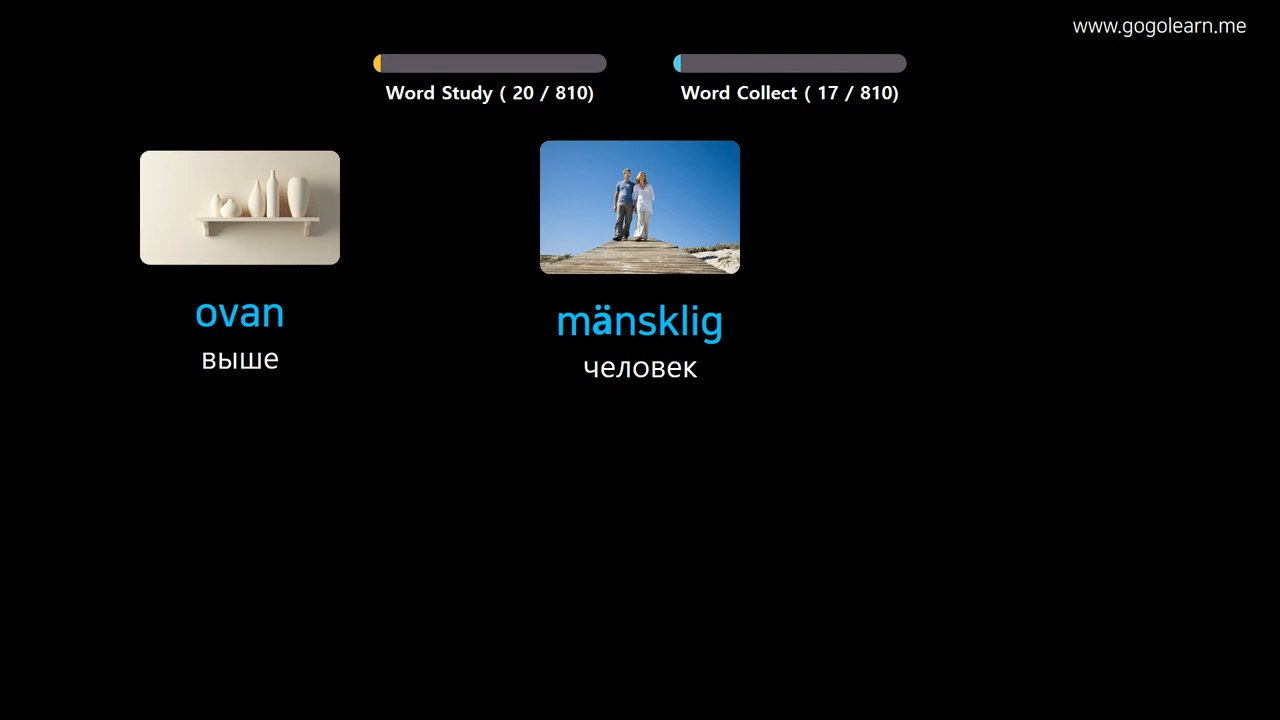 www.gogolearn.me
Word Study ( 20 / 810)
Word Collect ( 17 / 810)
ovan
выше
mänsklig
человек